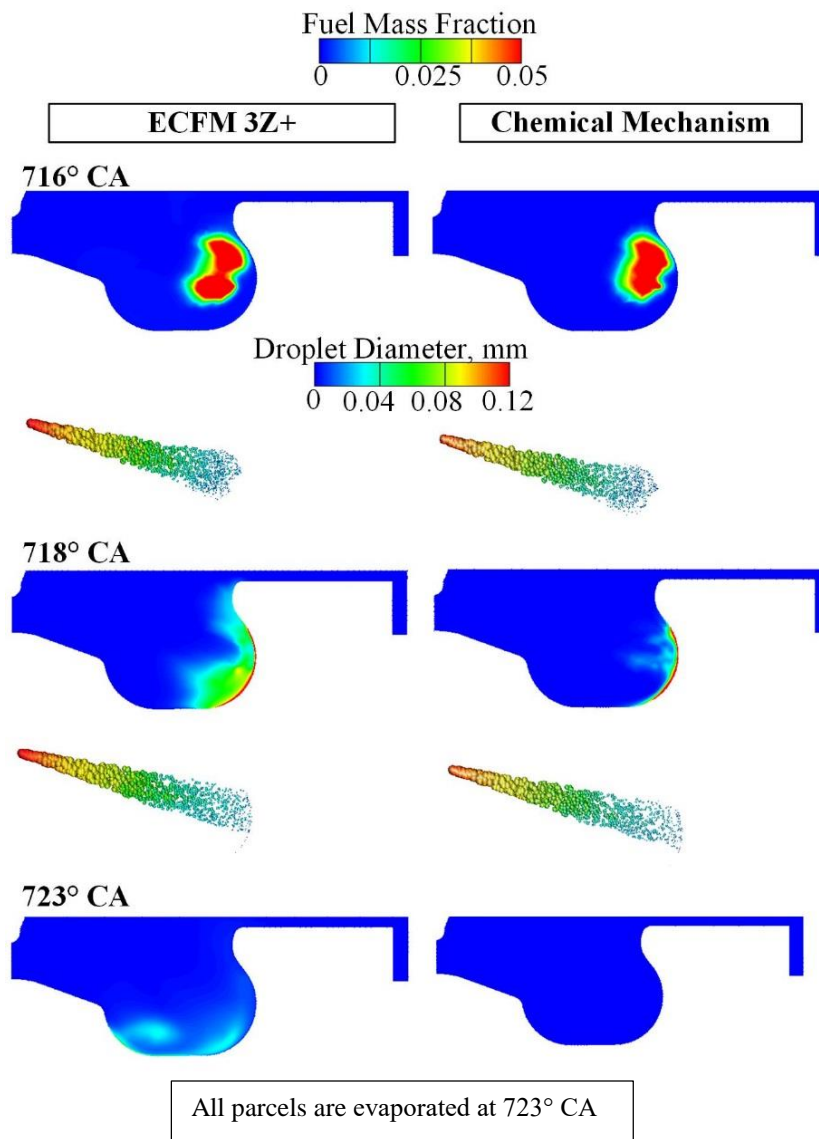 Fuel Mass Fraction
0 0.025 0.05
ECFM 3Z+ Chemical Mechanism
716° CA
Droplet Diameter, mm
0 0.04 0.08 0.12
718° CA
723° CA
All parcels are evaporated at 723° CA